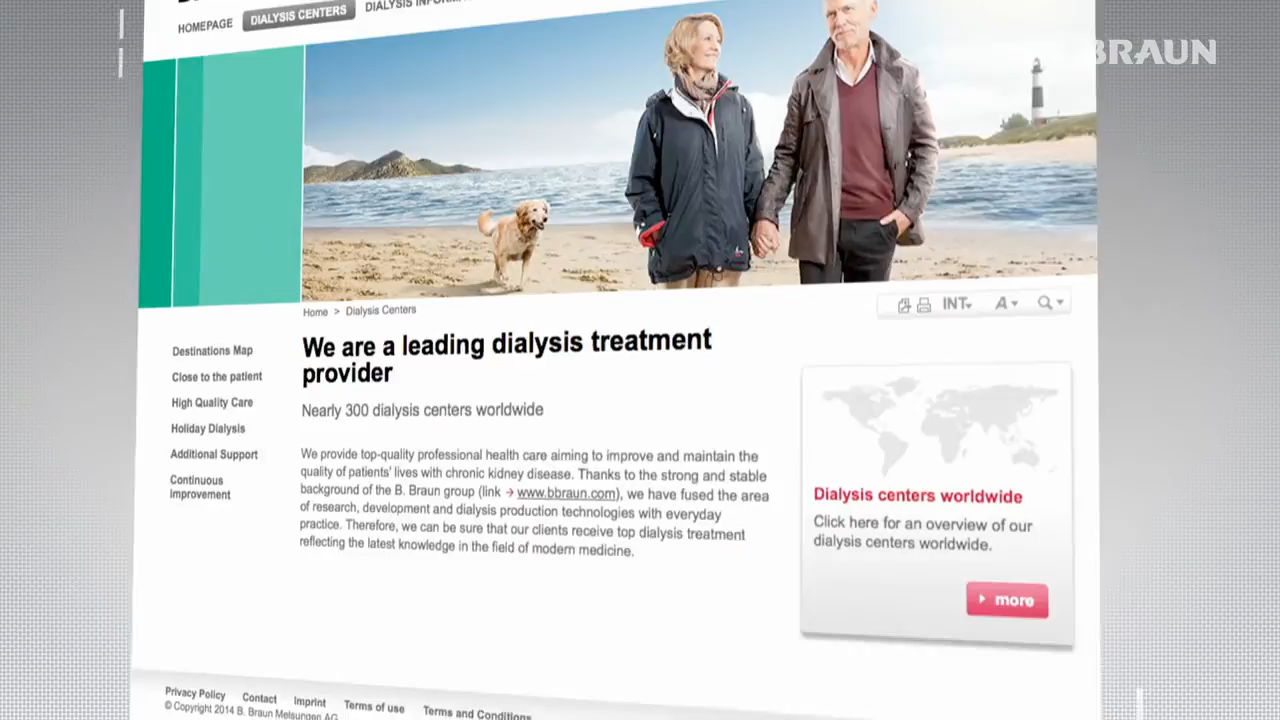 HOMEPAGE
DIALYSIS CENTERS
DIALYSIS
BRAUN
Home > Dialysis Centers
INT
A
Destinations Map
Close to the patient
High Quality Care
Holiday Dialysis
Additional Support
Continuous
Improvement
We are a leading dialysis treatment
provider
Nearly 300 dialysis centers worldwide
We provide top-quality professional health care aiming to improve and maintain the
quality of patients' lives with chronic kidney disease. Thanks to the strong and stable
background of the B. Braun group (link → www.bbraun.com), we have fused the area
of research, development and dialysis production technologies with everyday
practice. Therefore, we can be sure that our clients receive top dialysis treatment
reflecting the latest knowledge in the field of modern medicine.
Dialysis centers worldwide
Click here for an overview of our
dialysis centers worldwide.
more
Privacy Policy Contact Imprint Terms of use Terms and Conditions
© Copyright 2014 B. Braun Melsungen AG